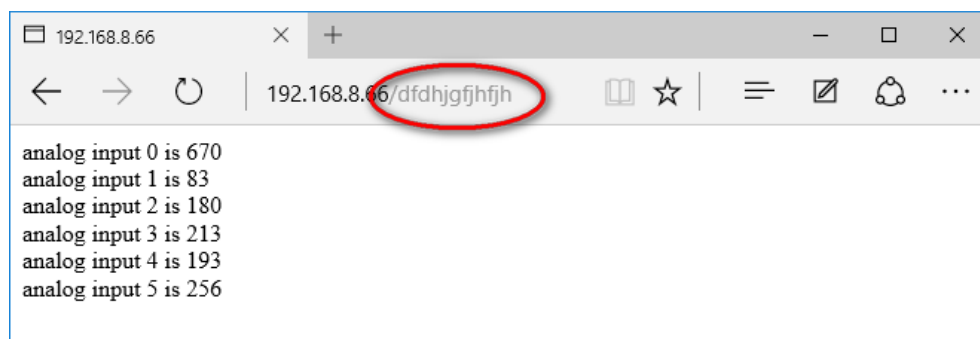 192.168.8.66
192.168.8.66/dfdhjgfjhfjh
analog input 0 is 670
analog input 1 is 83
analog input 2 is 180
analog input 3 is 213
analog input 4 is 193
analog input 5 is 256